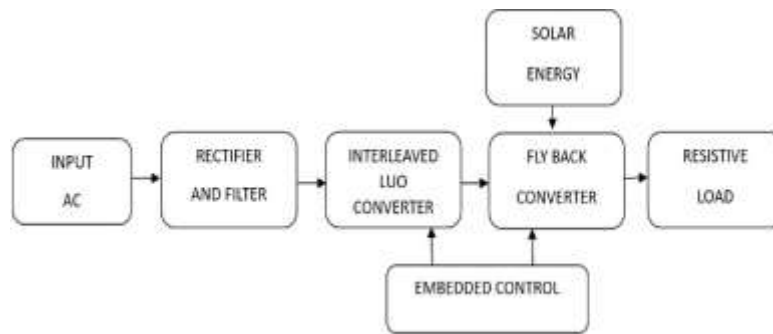 SOLAR
ENERGY
INPUT
AC
RECTIFIER
AND FILTER
INTERLEAVED
LUO
CONVERTER
FLY BACK
CONVERTER
RESISTIVE
LOAD
EMBEDDED CONTROL